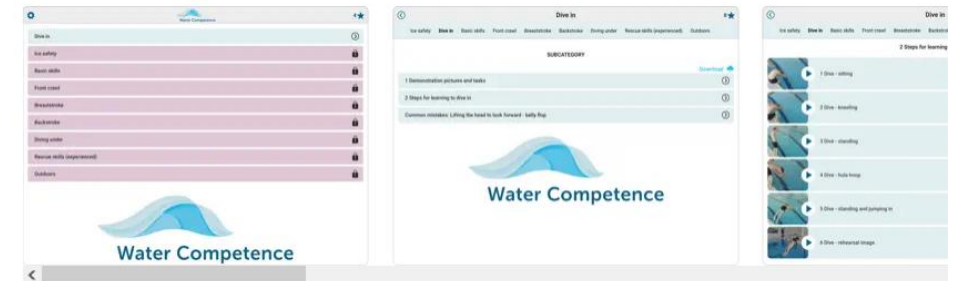 Water Competence
Dive in
Ice safety
Basic skills
Front crawl
Breaststroke
Backstroke
Diving under
Rescue skills (experienced)
Outdoors
Water Competence
Dive in
Ice safety Dive in Basic skills Front crawl Breaststroke Backstroke Diving under Rescue skills (experienced) Outdoors
SUBCATEGORY
Download
1 Demonstration pictures and tasks
2 Steps for learning to dive in
Common mistakes: Lifting the head to look forward - belly flop
Water Competence
Dive in
Ice safety Dive in Basic skills Front crawl Breaststroke
2 Steps for learning
1 Dive - sitting
2 Dive - kneeling
3 Dive - standing
4 Dive - hula hoop
5 Dive - standing and jumping in
6 Dive - rehearsal image